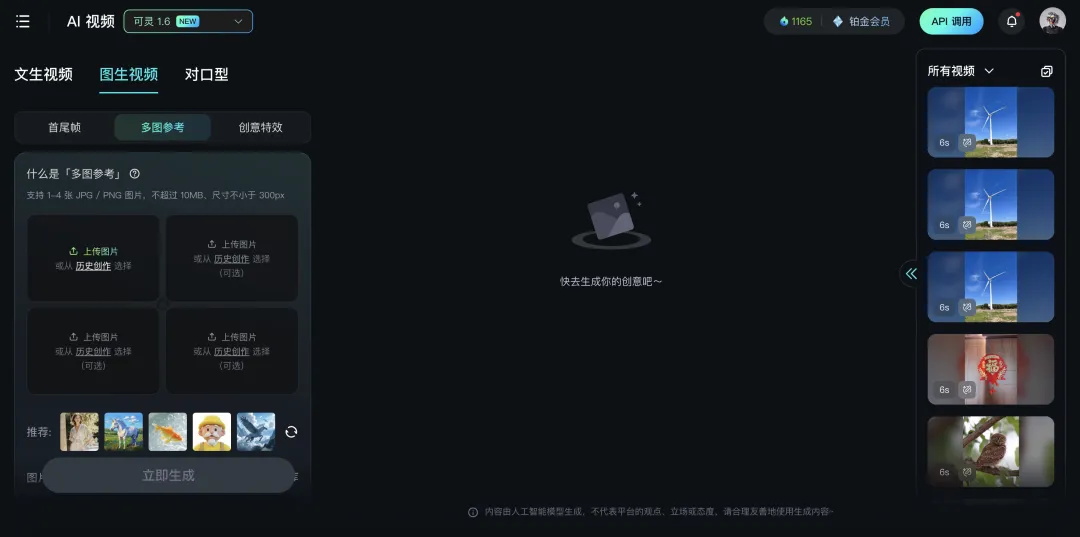 AI 视频 可灵 1.6 NEW
1165 铂金会员 API 调用
文生视频 图生视频 对口型
首尾帧 多图参考 创意特效
什么是「多图参考」
支持 1-4 张 JPG / PNG 图片，不超过 10MB、尺寸不小于 300px
上传图片
或从 历史创作 选择
上传图片
或从 历史创作 选择
(可选)
上传图片
或从 历史创作 选择
(可选)
上传图片
或从 历史创作 选择
(可选)
推荐:
图片
立即生成
快去生成你的创意吧～
内容由人工智能模型生成，不代表平台的观点、立场或态度，请合理友善地使用生成内容~
所有视频
6s
6s
6s
福
6s
6s